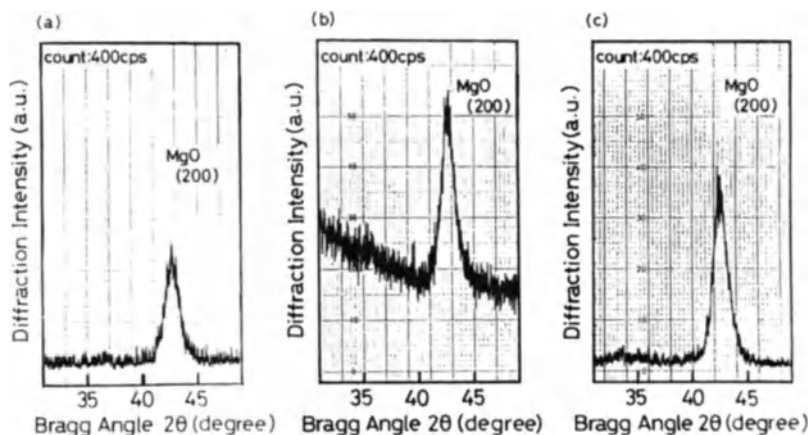 (a)
count:400cps
MgO
(200)
Diffraction Intensity (a.u.)
35 40 45
Bragg Angle 2θ (degree)
(b)
count:400cps
MgO
(200)
Diffraction Intensity (a.u.)
35 40 45
Bragg Angle 2θ (degree)
(c)
count:400cps
MgO
(200)
Diffraction Intensity (a.u.)
35 40 45
Bragg Angle 2θ (degree)